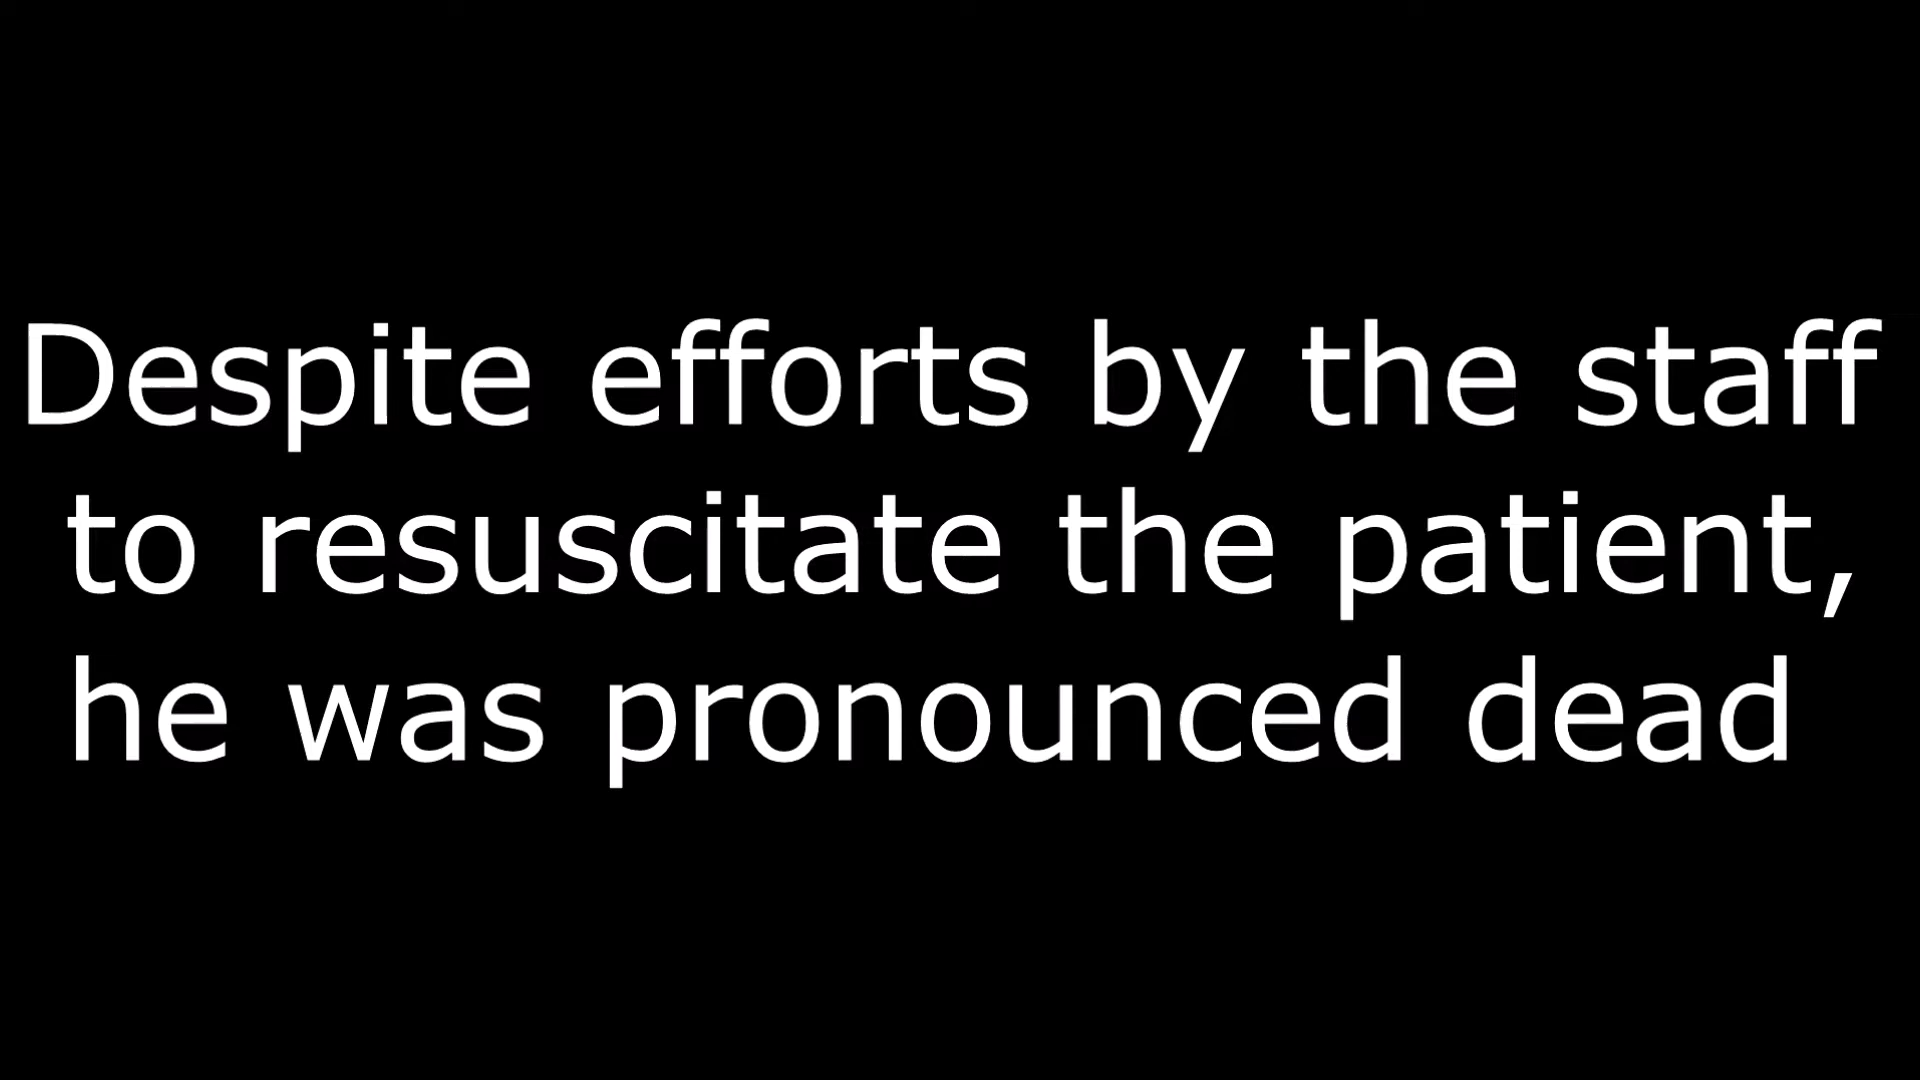 Despite efforts by the staff
to resuscitate the patient,
he was pronounced dead